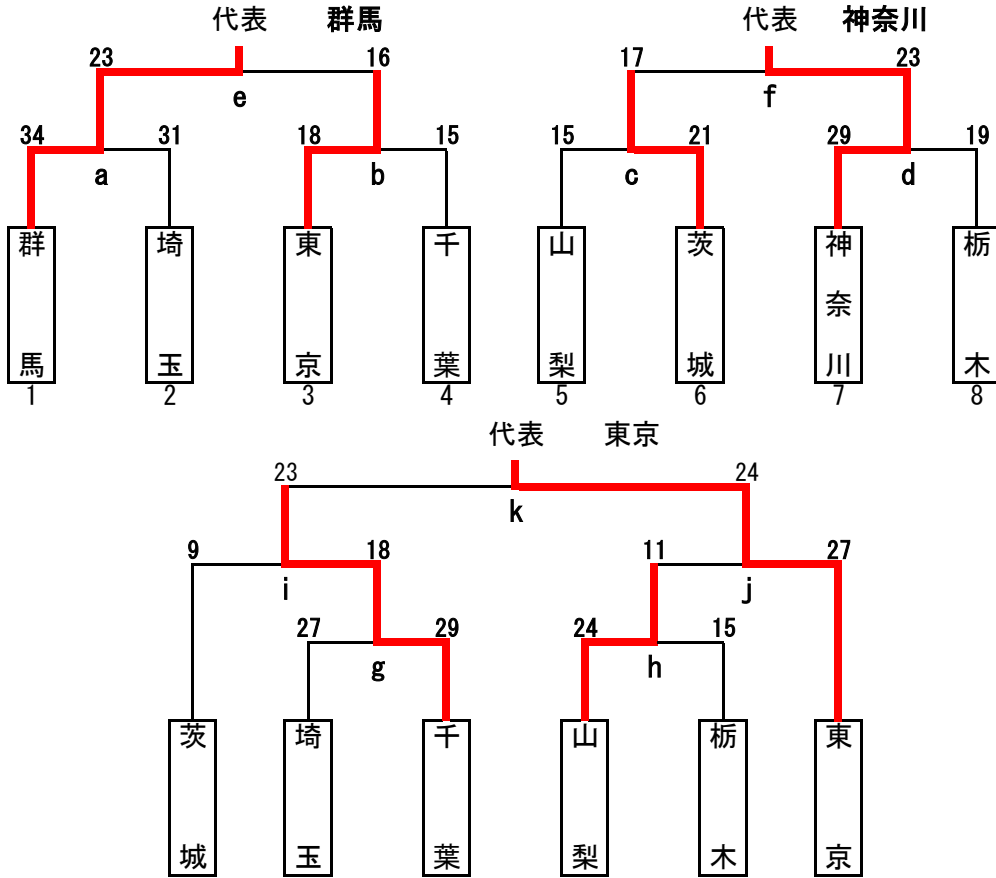 代表 群馬
代表 神奈川
23 16 17 23
e f
34 31 18 15 15 21 29 19
a b c d
群馬 埼玉 東京 千葉 山梨 茨城 神奈川 栃木
1 2 3 4 5 6 7 8
代表 東京
23 24
k
9 18 11 27
i j
27 29 24 15
g h
茨城 埼玉 千葉 山梨 栃木 東京